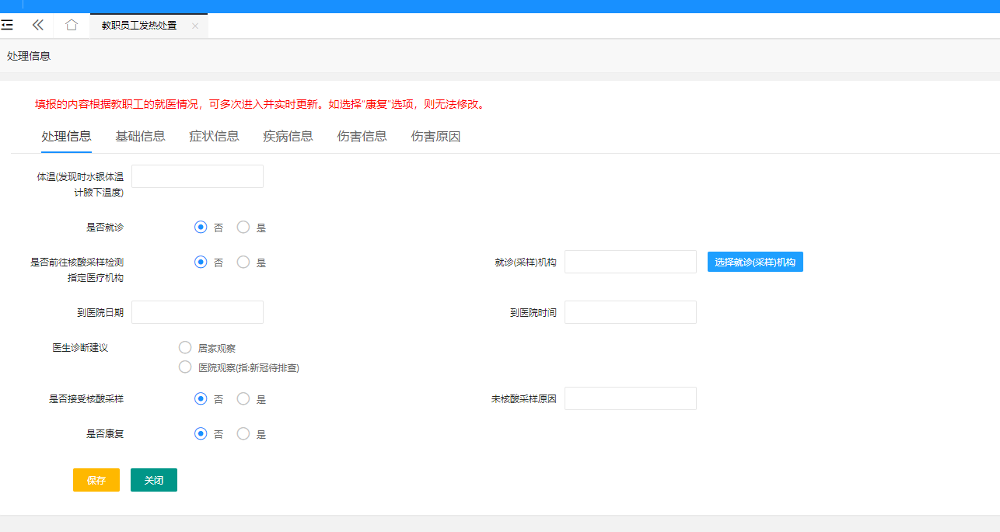 教职员工发热处置
处理信息
填报的内容根据教职工的就医情况，可多次进入并实时更新。如选择“康复”选项，则无法修改。
处理信息 基础信息 症状信息 疾病信息 伤害信息 伤害原因
体温(发现时水银体温
计腋下温度)
是否就诊 否 是
是否前往核酸采样检测
指定医疗机构 否 是 就诊(采样)机构 选择就诊(采样)机构
到医院日期 到医院时间
医生诊断建议 居家观察
医院观察(指:新冠待排查)
是否接受核酸采样 否 是 未核酸采样原因
是否康复 否 是
保存 关闭